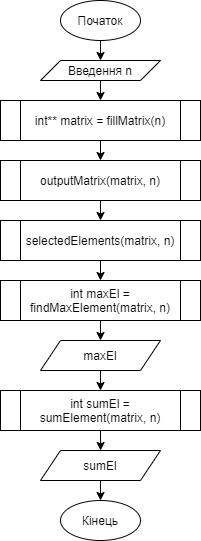 Початок
Введення n
int** matrix = fillMatrix(n)
outputMatrix(matrix, n)
selectedElements(matrix, n)
int maxEl =
findMaxElement(matrix, n)
maxEl
int sumEl =
sumElement(matrix, n)
sumEl
Кінець